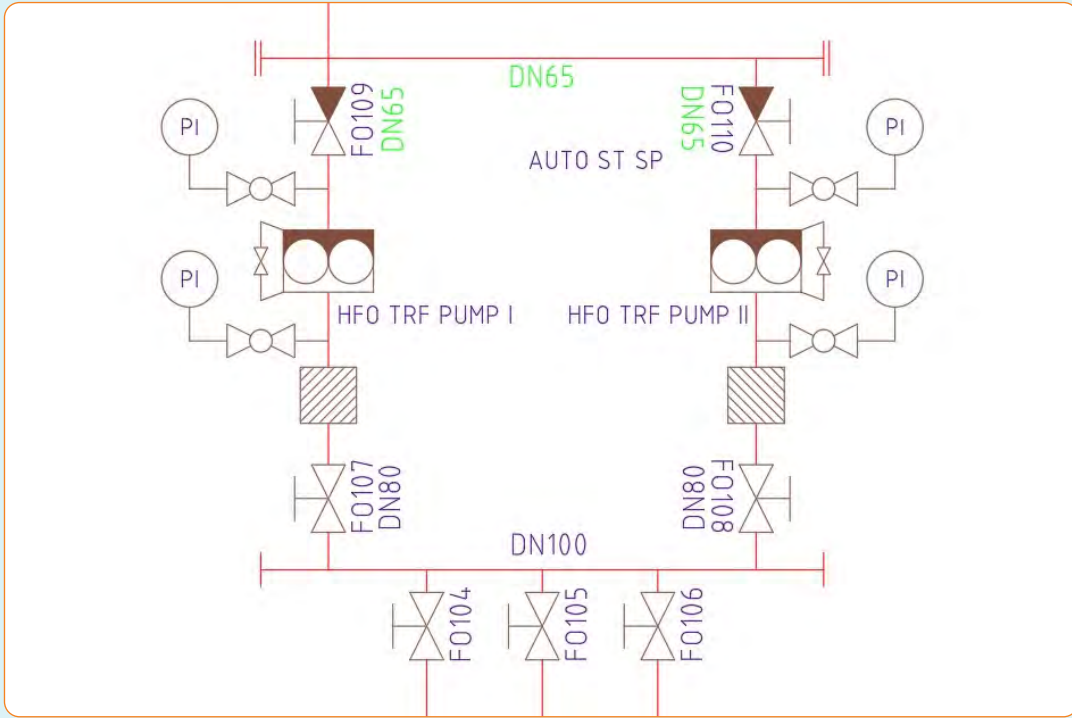 DN65
FO109
DN65
FO110
DN65
PI
PI
AUTO ST SP
PI
PI
HFO TRF PUMP I
HFO TRF PUMP II
FO107
DN80
FO108
DN80
DN100
FO104
FO105
FO106